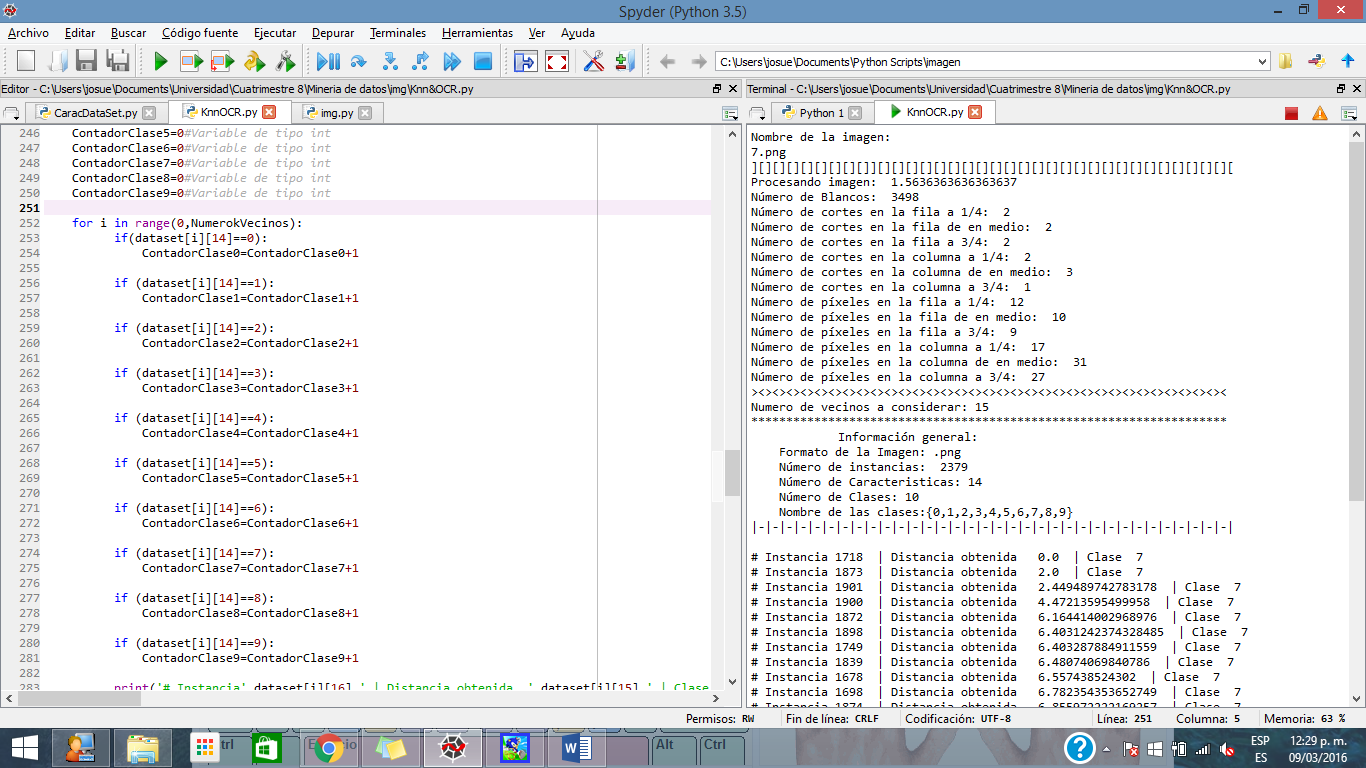 Spyder (Python 3.5)
Archivo Editar Buscar Código fuente Ejecutar Depurar Terminales Herramientas Ver Ayuda
C:\Users\josue\Documents\Python Scripts\imagen
Editor - C:\Users\josue\Documents\Universidad\Cuatrimestre 8\Mineria de datos\img\Knn&OCR.py
CaracDataSet.py KnnOCR.py img.py
246 ContadorClase5=0#Variable de tipo int
247 ContadorClase6=0#Variable de tipo int
248 ContadorClase7=0#Variable de tipo int
249 ContadorClase8=0#Variable de tipo int
250 ContadorClase9=0#Variable de tipo int
251
252 for i in range(0,NumerokVecinos):
253 if(dataset[i][14]==0):
254 ContadorClase0=ContadorClase0+1
255
256 if (dataset[i][14]==1):
257 ContadorClase1=ContadorClase1+1
258
259 if (dataset[i][14]==2):
260 ContadorClase2=ContadorClase2+1
261
262 if (dataset[i][14]==3):
263 ContadorClase3=ContadorClase3+1
264
265 if (dataset[i][14]==4):
266 ContadorClase4=ContadorClase4+1
267
268 if (dataset[i][14]==5):
269 ContadorClase5=ContadorClase5+1
270
271 if (dataset[i][14]==6):
272 ContadorClase6=ContadorClase6+1
273
274 if (dataset[i][14]==7):
275 ContadorClase7=ContadorClase7+1
276
277 if (dataset[i][14]==8):
278 ContadorClase8=ContadorClase8+1
279
280 if (dataset[i][14]==9):
281 ContadorClase9=ContadorClase9+1
282
283 print('# Instancia',dataset[i][16],' | Distancia obtenida ',dataset[i][15],' | Clase
Terminal - C:\Users\josue\Documents\Universidad\Cuatrimestre 8\Mineria de datos\img\Knn&OCR.py
Python 1 KnnOCR.py
Nombre de la imagen:
7.png
][][][][][][][][][][][][][][][][][][][][][][][][][][][][][][][][][][
Procesando imagen: 1.5636363636363637
Número de Blancos: 3498
Número de cortes en la fila a 1/4: 2
Número de cortes en la fila de en medio: 2
Número de cortes en la fila a 3/4: 2
Número de cortes en la columna a 1/4: 2
Número de cortes en la columna de en medio: 3
Número de cortes en la columna a 3/4: 1
Número de píxeles en la fila a 1/4: 12
Número de píxeles en la fila de en medio: 10
Número de píxeles en la fila a 3/4: 9
Número de píxeles en la columna a 1/4: 17
Número de píxeles en la columna de en medio: 31
Número de píxeles en la columna a 3/4: 27
><><><><><><><><><><><><><><><><><><><><><><><><><><><><><><><><><><
Numero de vecinos a considerar: 15
********************************************************************
Información general:
Formato de la Imagen: .png
Número de instancias: 2379
Número de Caracteristicas: 14
Número de Clases: 10
Nombre de las clases:{0,1,2,3,4,5,6,7,8,9}
|-|-|-|-|-|-|-|-|-|-|-|-|-|-|-|-|-|-|-|-|-|-|-|-|-|-|-|-|-|-|-|-|-|-|
# Instancia 1718 | Distancia obtenida 0.0 | Clase 7
# Instancia 1873 | Distancia obtenida 2.0 | Clase 7
# Instancia 1901 | Distancia obtenida 2.449489742783178 | Clase 7
# Instancia 1900 | Distancia obtenida 4.47213595499958 | Clase 7
# Instancia 1872 | Distancia obtenida 6.164414002968976 | Clase 7
# Instancia 1898 | Distancia obtenida 6.4031242374328485 | Clase 7
# Instancia 1749 | Distancia obtenida 6.403287884911559 | Clase 7
# Instancia 1839 | Distancia obtenida 6.48074069840786 | Clase 7
# Instancia 1678 | Distancia obtenida 6.557438524302 | Clase 7
# Instancia 1698 | Distancia obtenida 6.782354353652749 | Clase 7
# Instancia 1874 | Distancia obtenida 6.855972222169257 | Clase 7
Permisos: RW Fin de línea: CRLF Codificación: UTF-8 Línea: 251 Columna: 5 Memoria: 63 %
Alt Ctrl
ESP 12:29 p. m.
ES 09/03/2016